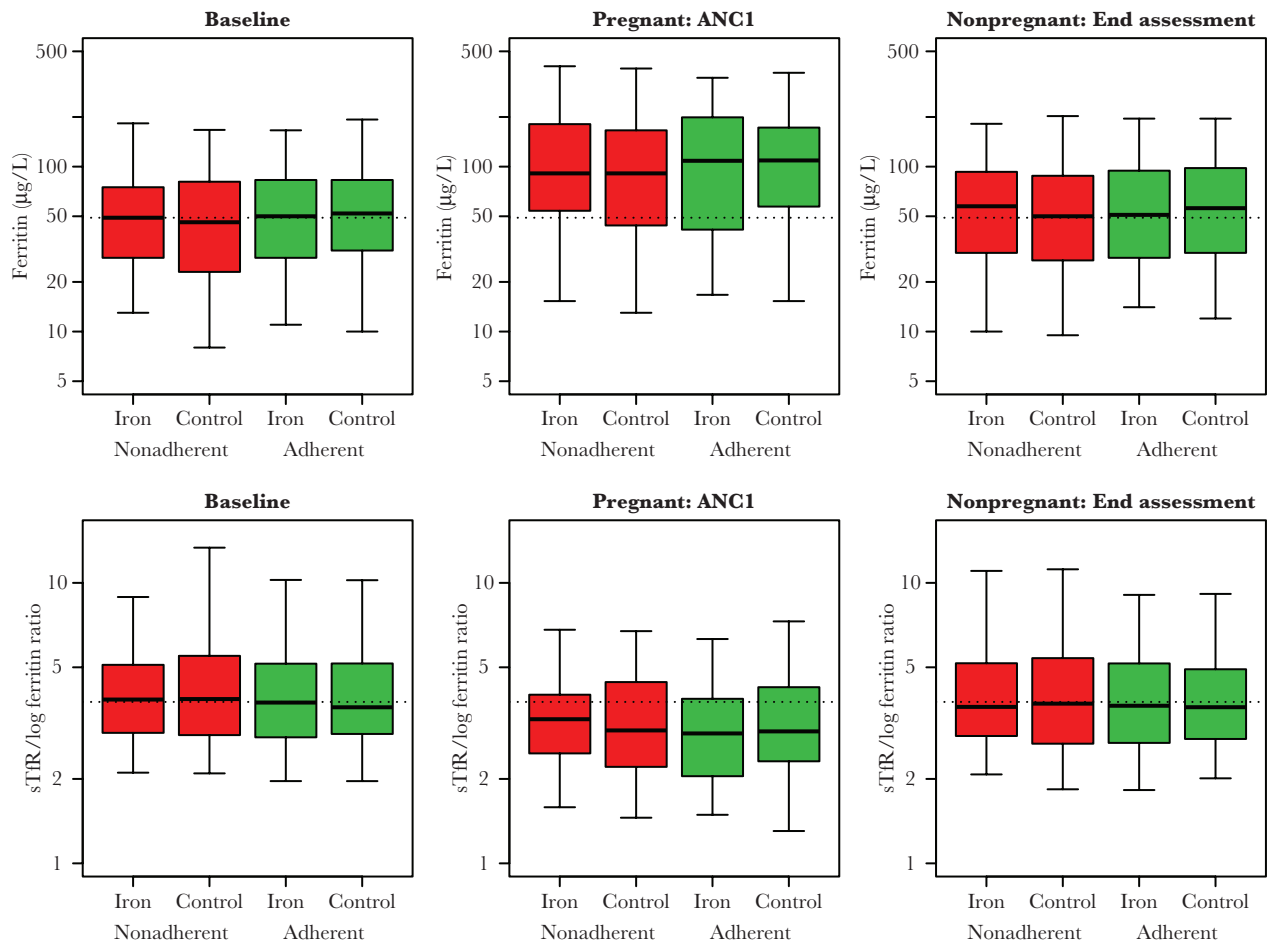 Baseline
Pregnant: ANC1
Nonpregnant: End assessment
Ferritin (µg/L)
500
100
50
20
10
5
Iron Control Iron Control
Nonadherent Adherent
Ferritin (µg/L)
500
100
50
20
10
5
Iron Control Iron Control
Nonadherent Adherent
Ferritin (µg/L)
500
100
50
20
10
5
Iron Control Iron Control
Nonadherent Adherent
Baseline
Pregnant: ANC1
Nonpregnant: End assessment
sTfR/log ferritin ratio
10
5
2
1
Iron Control Iron Control
Nonadherent Adherent
sTfR/log ferritin ratio
10
5
2
1
Iron Control Iron Control
Nonadherent Adherent
sTfR/log ferritin ratio
10
5
2
1
Iron Control Iron Control
Nonadherent Adherent